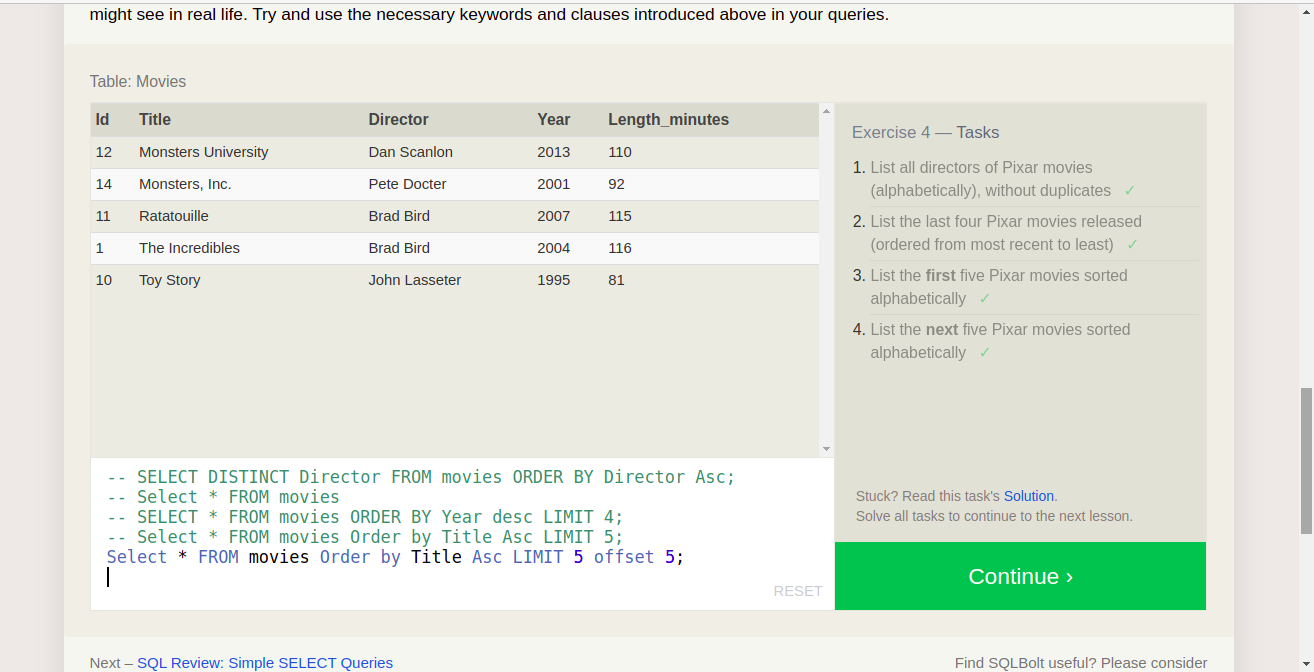 might see in real life. Try and use the necessary keywords and clauses introduced above in your queries.
Table: Movies
Id Title Director Year Length_minutes
12 Monsters University Dan Scanlon 2013 110
14 Monsters, Inc. Pete Docter 2001 92
11 Ratatouille Brad Bird 2007 115
1 The Incredibles Brad Bird 2004 116
10 Toy Story John Lasseter 1995 81
-- SELECT DISTINCT Director FROM movies ORDER BY Director Asc;
-- Select * FROM movies
-- SELECT * FROM movies ORDER BY Year desc LIMIT 4;
-- Select * FROM movies Order by Title Asc LIMIT 5;
Select * FROM movies Order by Title Asc LIMIT 5 offset 5;
RESET
Exercise 4 — Tasks
1. List all directors of Pixar movies
(alphabetically), without duplicates ✓
2. List the last four Pixar movies released
(ordered from most recent to least) ✓
3. List the first five Pixar movies sorted
alphabetically ✓
4. List the next five Pixar movies sorted
alphabetically ✓
Stuck? Read this task's Solution.
Solve all tasks to continue to the next lesson.
Continue ›
Next – SQL Review: Simple SELECT Queries
Find SQLBolt useful? Please consider